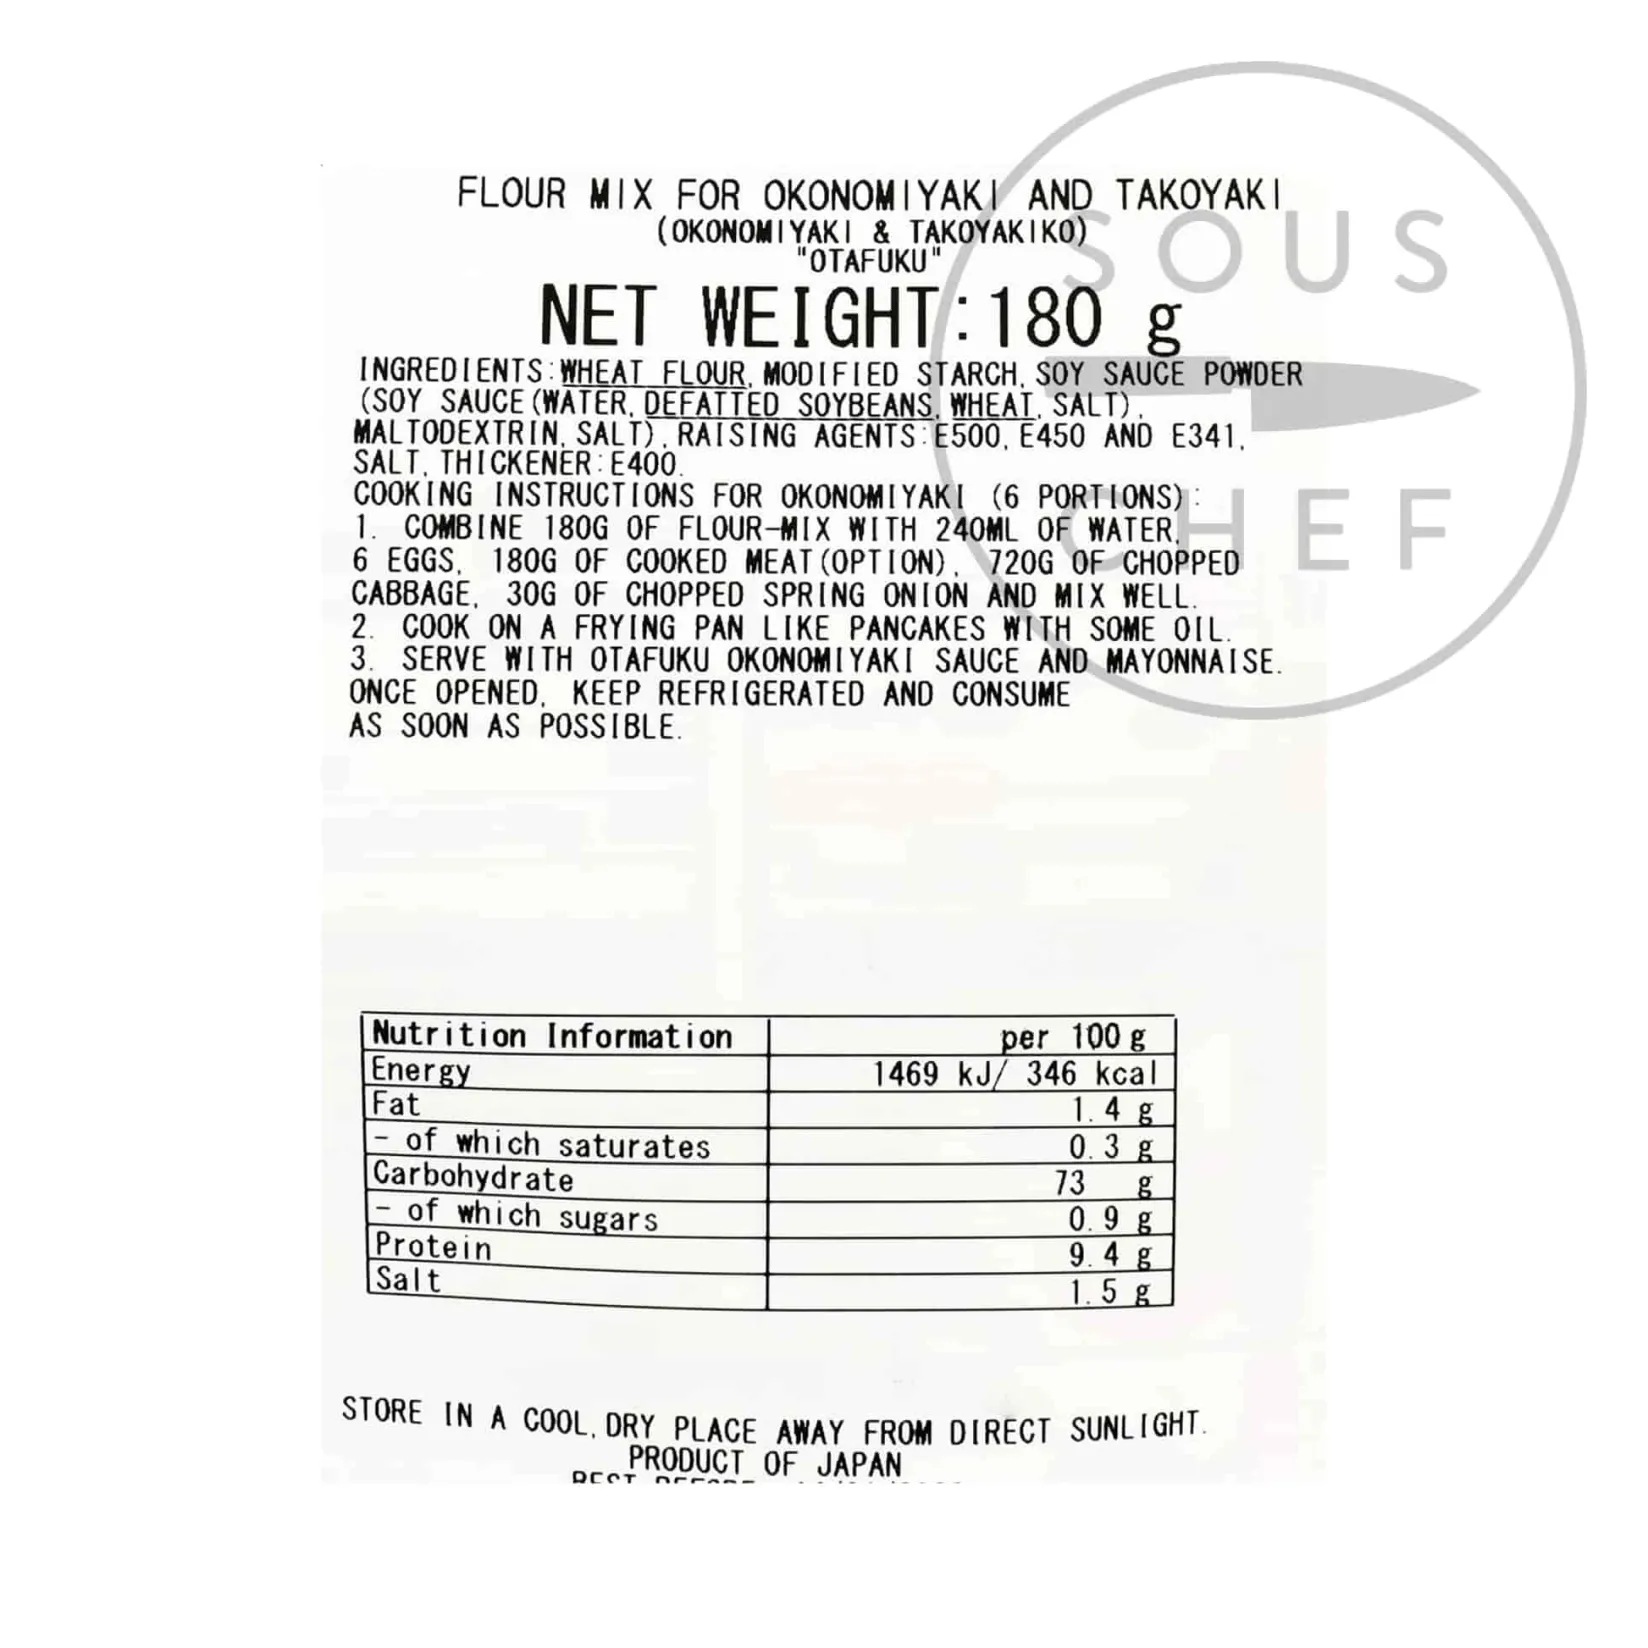 FLOUR MIX FOR OKONOMIYAKI AND TAKOYAKI
(OKONOMIYAKI & TAKOYAKIKO)
"OTAFUKU"
NET WEIGHT:180 g
INGREDIENTS:WHEAT FLOUR, MODIFIED STARCH, SOY SAUCE POWDER
(SOY SAUCE(WATER, DEFATTED SOYBEANS, WHEAT, SALT),
MALTODEXTRIN, SALT), RAISING AGENTS:E500, E450 AND E341,
SALT, THICKENER:E400.
COOKING INSTRUCTIONS FOR OKONOMIYAKI (6 PORTIONS):
1. COMBINE 180G OF FLOUR-MIX WITH 240ML OF WATER,
6 EGGS, 180G OF COOKED MEAT(OPTION), 720G OF CHOPPED
CABBAGE, 30G OF CHOPPED SPRING ONION AND MIX WELL.
2. COOK ON A FRYING PAN LIKE PANCAKES WITH SOME OIL.
3. SERVE WITH OTAFUKU OKONOMIYAKI SAUCE AND MAYONNAISE.
ONCE OPENED, KEEP REFRIGERATED AND CONSUME
AS SOON AS POSSIBLE.
SOUS
CHEF
Nutrition Information per 100 g
Energy 1469 kJ/ 346 kcal
Fat 1.4 g
- of which saturates 0.3 g
Carbohydrate 73 g
- of which sugars 0.9 g
Protein 9.4 g
Salt 1.5 g
STORE IN A COOL, DRY PLACE AWAY FROM DIRECT SUNLIGHT.
PRODUCT OF JAPAN
BEST BEFORE